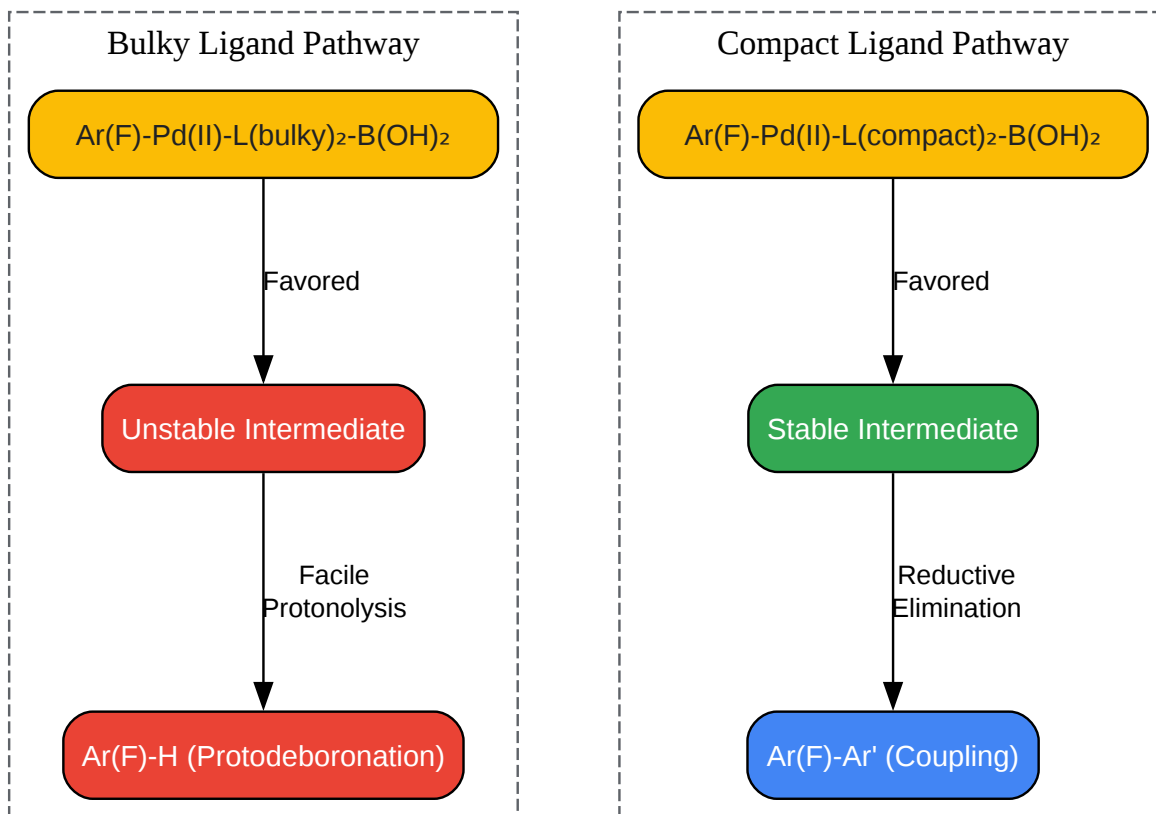 Bulky Ligand Pathway
Ar(F)-Pd(II)-L(bulky)₂-B(OH)₂
Favored
Unstable Intermediate
Facile
Protonolysis
Ar(F)-H (Protodeboronation)
Compact Ligand Pathway
Ar(F)-Pd(II)-L(compact)₂-B(OH)₂
Favored
Stable Intermediate
Reductive
Elimination
Ar(F)-Ar' (Coupling)